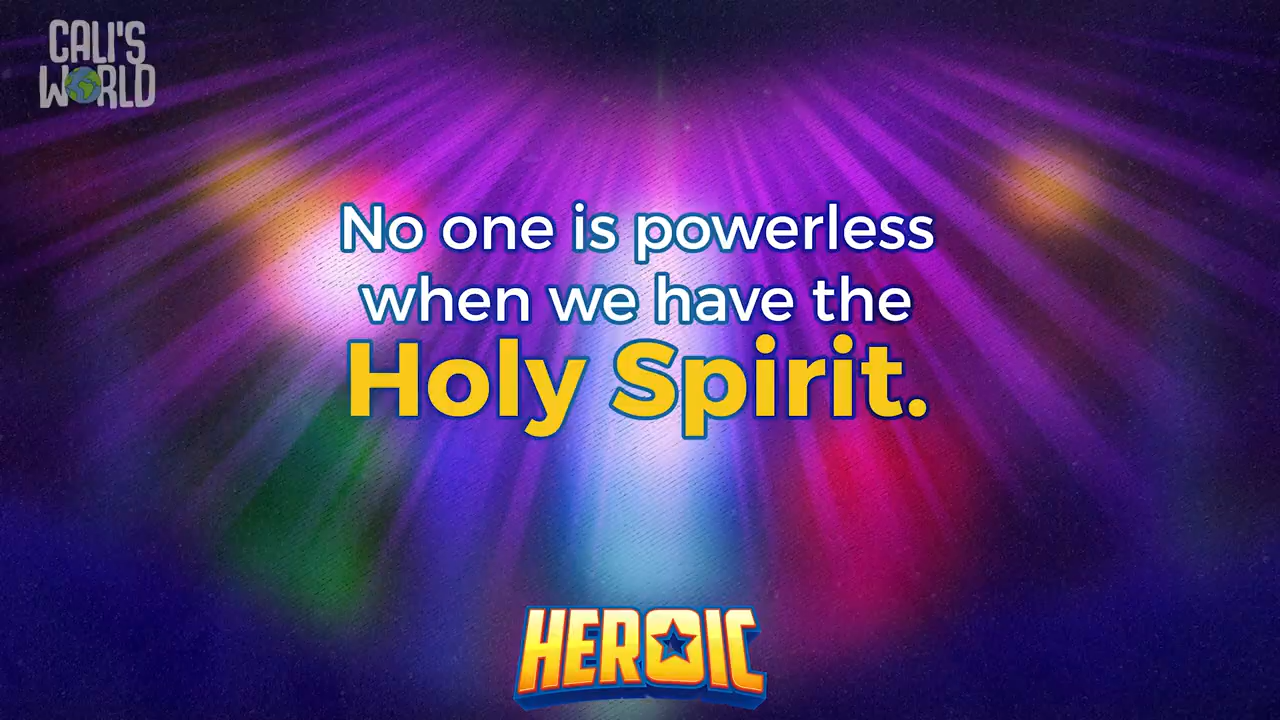 CALI'S
WORLD
No one is powerless
when we have the
Holy Spirit.
HEROIC